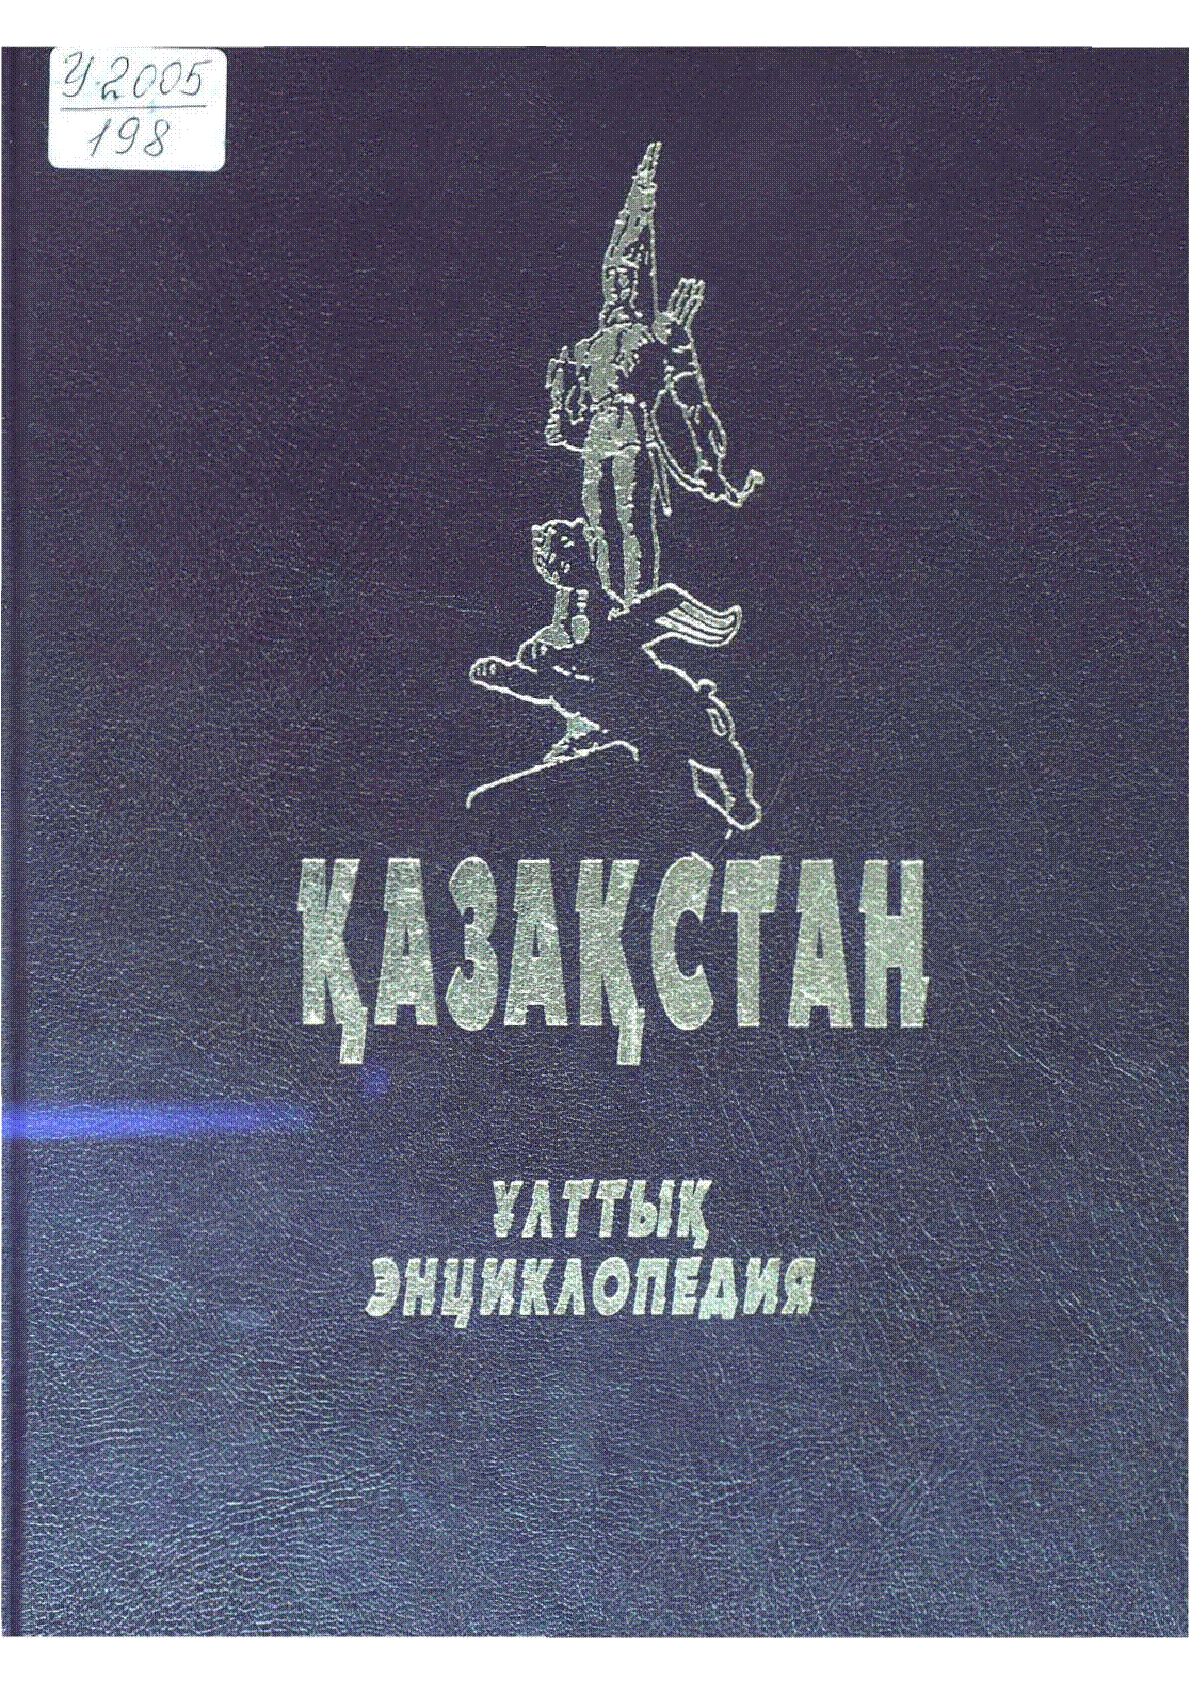 У2005
198
ҚАЗАҚСТАН
ҰЛТТЫҚ
ЭНЦИКЛОПЕДИЯ